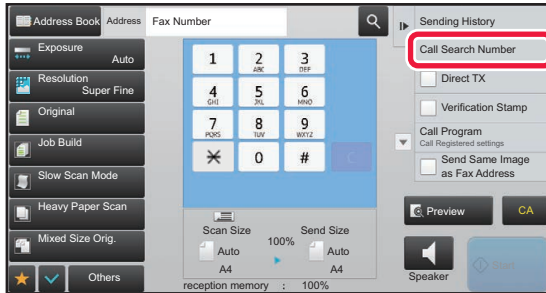 Address Book
Address
Fax Number
Exposure
Auto
Resolution
Super Fine
Original
Job Build
Slow Scan Mode
Heavy Paper Scan
Mixed Size Orig.
Others
1
2
ABC
3
DEF
4
GHI
5
JKL
6
MNO
7
PQRS
8
TUV
9
WXYZ
0
#
C
Scan Size
Send Size
100%
Auto
Auto
A4
A4
reception memory : 100%
Sending History
Call Search Number
Direct TX
Verification Stamp
Call Program
Call Registered settings
Send Same Image
as Fax Address
Preview
CA
Speaker
Start